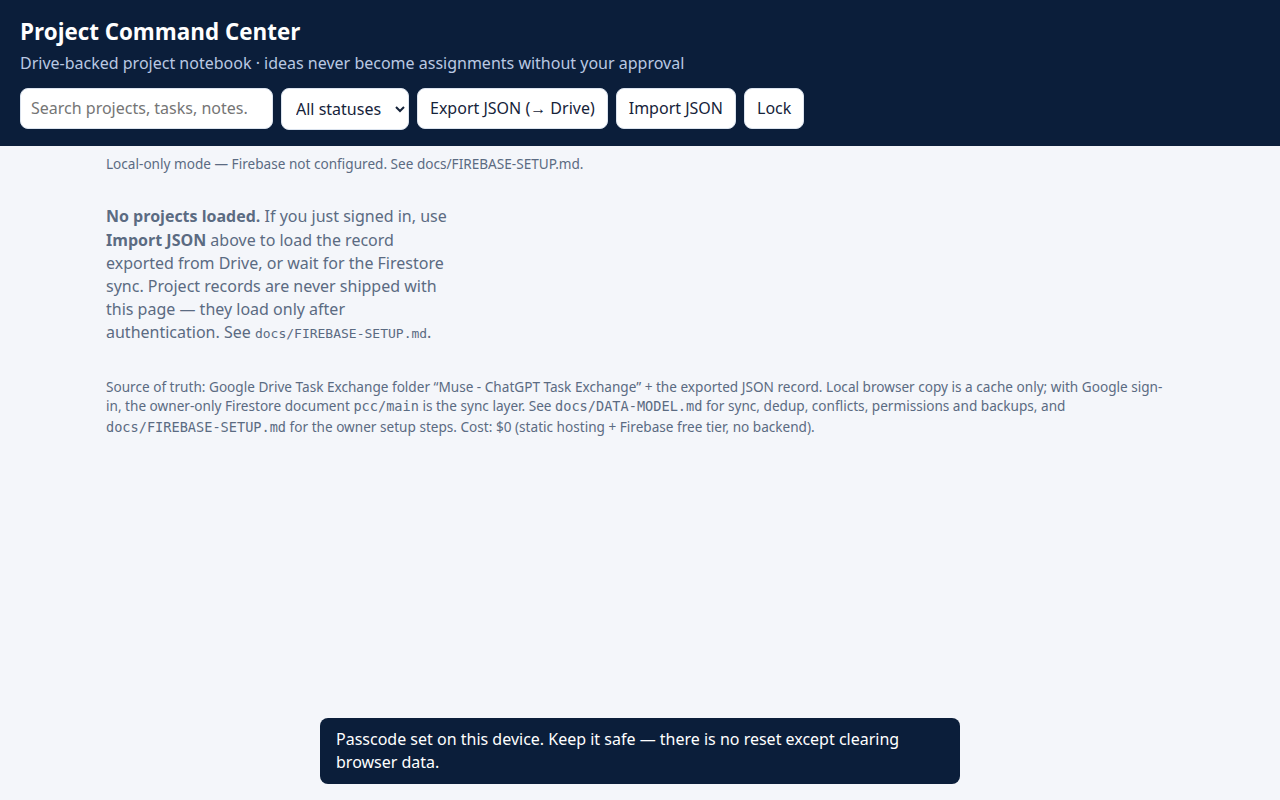 Project Command Center
Drive-backed project notebook · ideas never become assignments without your approval
Search projects, tasks, notes.
All statuses
Export JSON (→ Drive)
Import JSON
Lock
Local-only mode — Firebase not configured. See docs/FIREBASE-SETUP.md.
No projects loaded. If you just signed in, use
Import JSON above to load the record
exported from Drive, or wait for the Firestore
sync. Project records are never shipped with
this page — they load only after
authentication. See docs/FIREBASE-SETUP.md.
Source of truth: Google Drive Task Exchange folder “Muse - ChatGPT Task Exchange” + the exported JSON record. Local browser copy is a cache only; with Google sign-
in, the owner-only Firestore document pcc/main is the sync layer. See docs/DATA-MODEL.md for sync, dedup, conflicts, permissions and backups, and
docs/FIREBASE-SETUP.md for the owner setup steps. Cost: $0 (static hosting + Firebase free tier, no backend).
Passcode set on this device. Keep it safe — there is no reset except clearing
browser data.